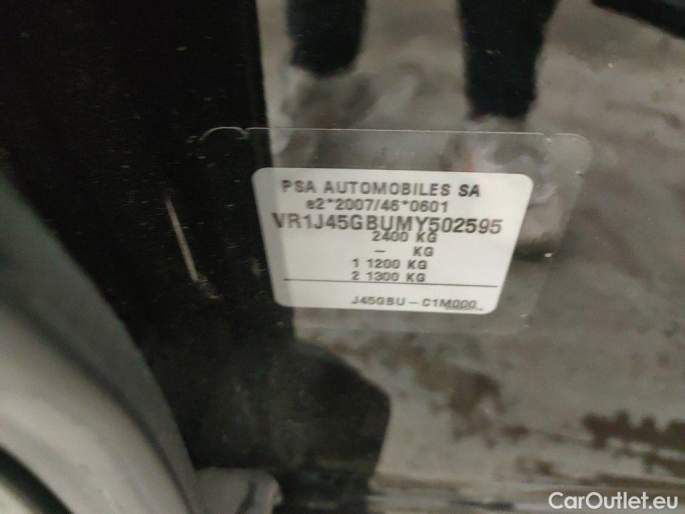 PSA AUTOMOBILES SA
e2*2007/46*0601
VR1J45GBUMY502595
2400 KG
- KG
1 1200 KG
2 1300 KG
J45GBU - C1M000
CarOutlet.eu